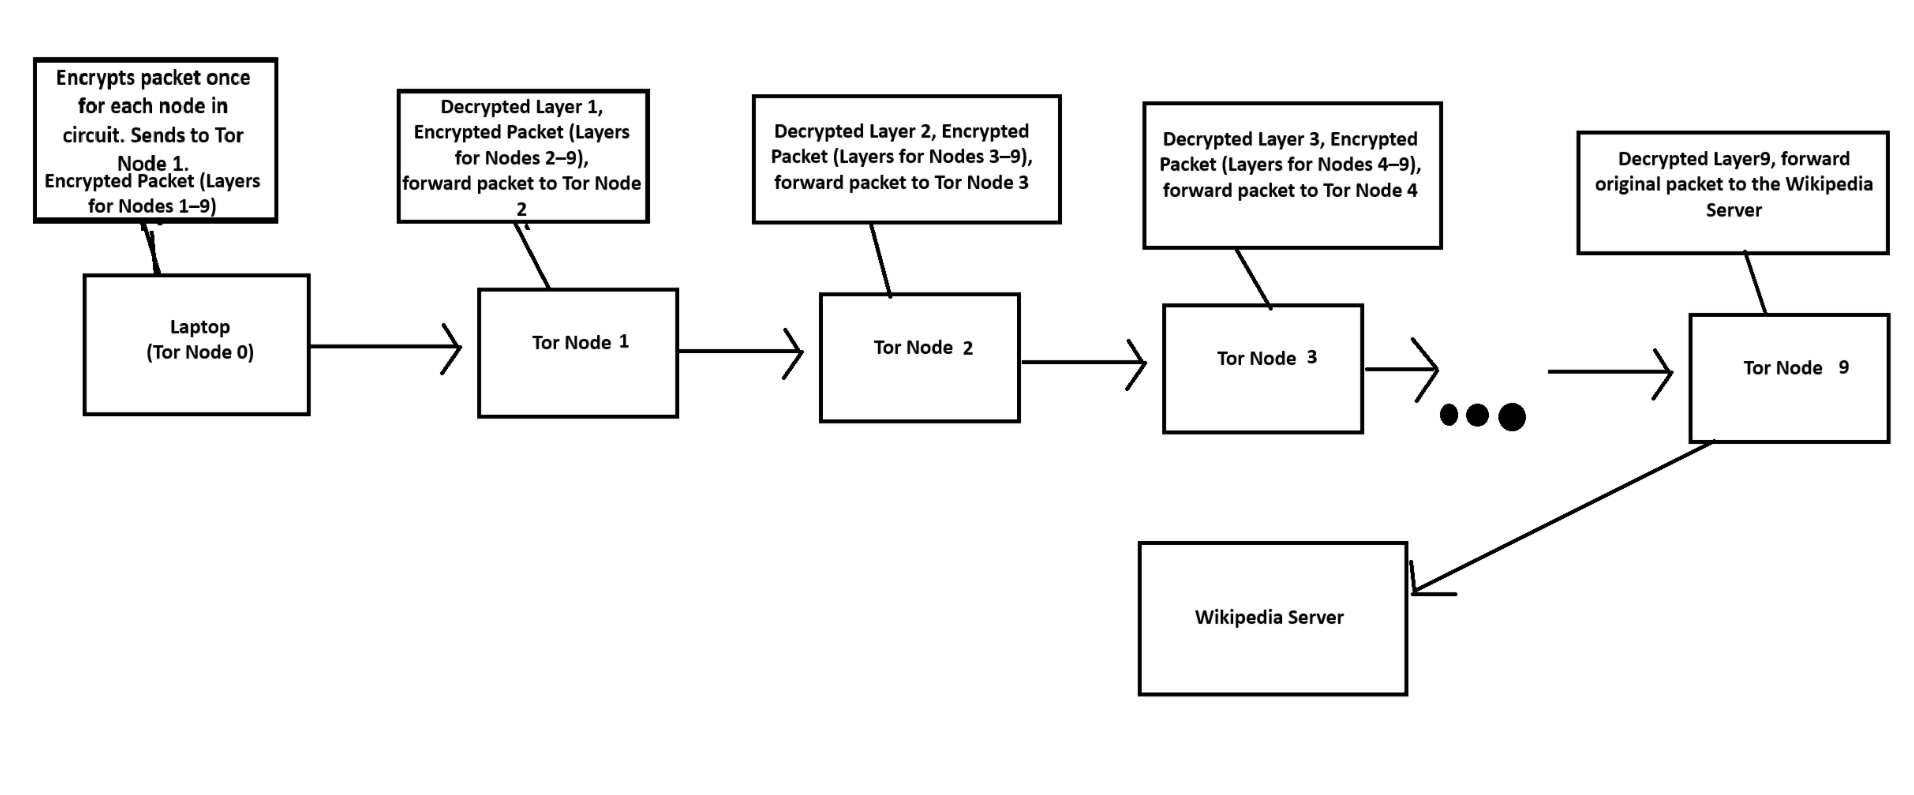 Encrypts packet once
for each node in
circuit. Sends to Tor
Node 1.
Encrypted Packet (Layers
for Nodes 1–9)
Decrypted Layer 1,
Encrypted Packet (Layers
for Nodes 2–9),
forward packet to Tor Node
2
Decrypted Layer 2, Encrypted
Packet (Layers for Nodes 3–9),
forward packet to Tor Node 3
Decrypted Layer 3, Encrypted
Packet (Layers for Nodes 4–9),
forward packet to Tor Node 4
Decrypted Layer9, forward
original packet to the Wikipedia
Server
Laptop
(Tor Node 0)
Tor Node 1
Tor Node 2
Tor Node 3
Tor Node 9
Wikipedia Server